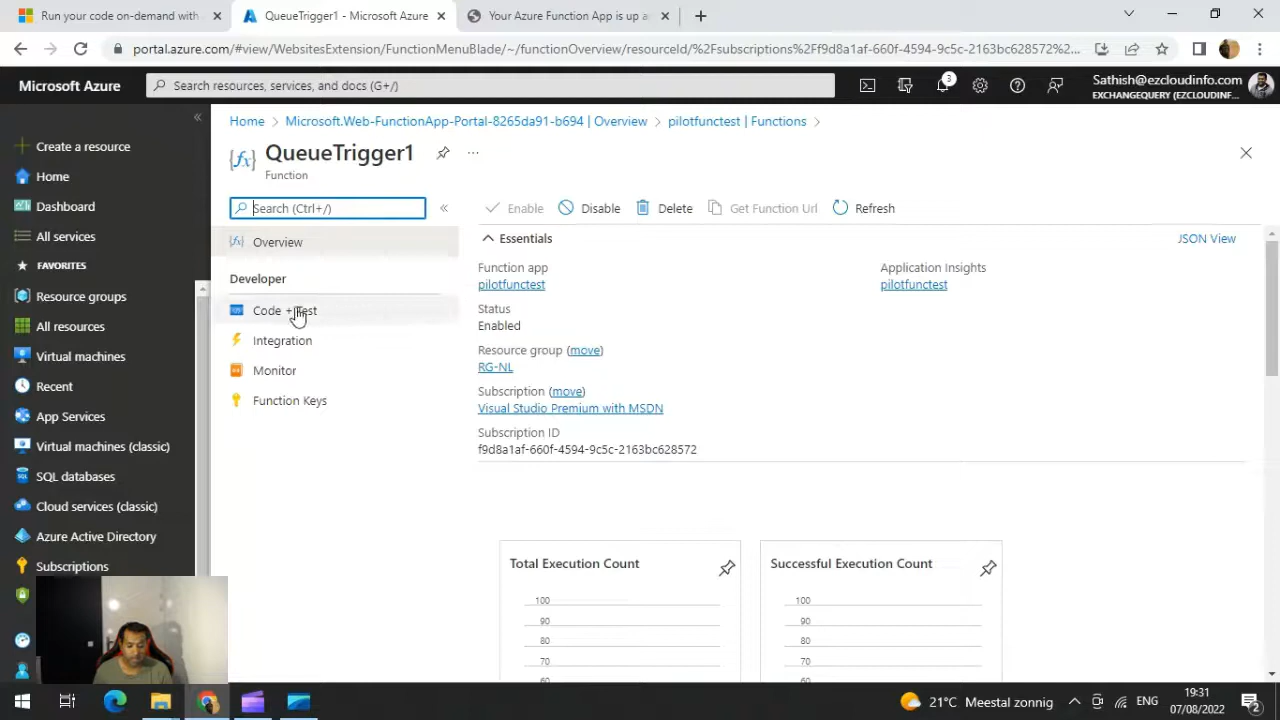 Run your code on-demand with
QueueTrigger1 - Microsoft Azure
Your Azure Function App is up a
portal.azure.com/#view/WebsitesExtension/FunctionMenuBlade/~/functionOverview/resourceId/%2Fsubscriptions%2Ff9d8a1af-660f-4594-9c5c-2163bc628572%2...
Microsoft Azure
Search resources, services, and docs (G+/)
3
Sathish@ezcloudinfo.com
EXCHANGEQUERY (EZCLOUDINF...
Create a resource
Home
Dashboard
All services
FAVORITES
Resource groups
All resources
Virtual machines
Recent
App Services
Virtual machines (classic)
SQL databases
Cloud services (classic)
Azure Active Directory
Subscriptions
Home > Microsoft.Web-FunctionApp-Portal-8265da91-b694 | Overview > pilotfunctest | Functions >
QueueTrigger1
...
Function
Search (Ctrl+/)
Overview
Developer
Code + Test
Integration
Monitor
Function Keys
Enable
Disable
Delete
Get Function Url
Refresh
Essentials
JSON View
Function app
pilotfunctest
Application Insights
pilotfunctest
Status
Enabled
Resource group (move)
RG-NL
Subscription (move)
Visual Studio Premium with MSDN
Subscription ID
f9d8a1af-660f-4594-9c5c-2163bc628572
Total Execution Count
100
90
80
70
60
Successful Execution Count
100
90
80
70
60
21°C Meestal zonnig
ENG
19:31
07/08/2022
2